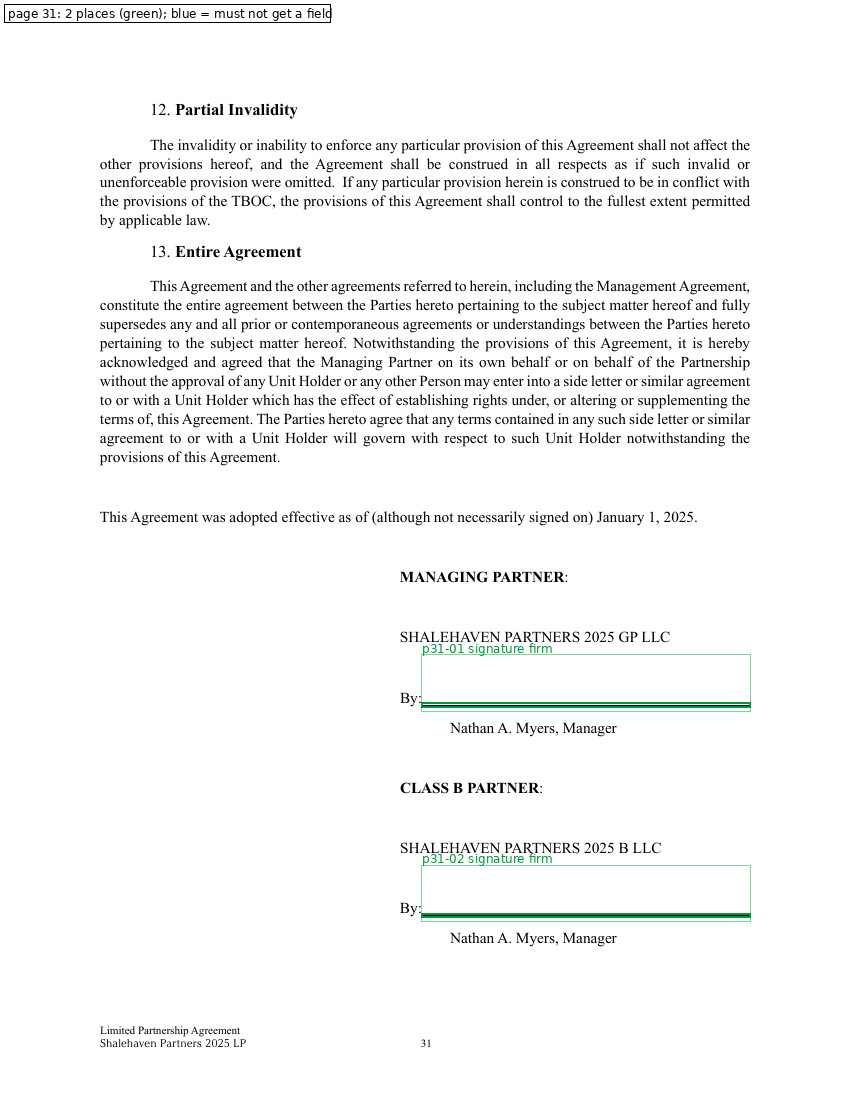 page 31: 2 places (green); blue = must not get a field
12. Partial Invalidity
The invalidity or inability to enforce any particular provision of this Agreement shall not affect the
other provisions hereof, and the Agreement shall be construed in all respects as if such invalid or
unenforceable provision were omitted. If any particular provision herein is construed to be in conflict with
the provisions of the TBOC, the provisions of this Agreement shall control to the fullest extent permitted
by applicable law.
13. Entire Agreement
This Agreement and the other agreements referred to herein, including the Management Agreement,
constitute the entire agreement between the Parties hereto pertaining to the subject matter hereof and fully
supersedes any and all prior or contemporaneous agreements or understandings between the Parties hereto
pertaining to the subject matter hereof. Notwithstanding the provisions of this Agreement, it is hereby
acknowledged and agreed that the Managing Partner on its own behalf or on behalf of the Partnership
without the approval of any Unit Holder or any other Person may enter into a side letter or similar agreement
to or with a Unit Holder which has the effect of establishing rights under, or altering or supplementing the
terms of, this Agreement. The Parties hereto agree that any terms contained in any such side letter or similar
agreement to or with a Unit Holder will govern with respect to such Unit Holder notwithstanding the
provisions of this Agreement.
This Agreement was adopted effective as of (although not necessarily signed on) January 1, 2025.
MANAGING PARTNER:
SHALEHAVEN PARTNERS 2025 GP LLC
p31-01 signature firm
By:
Nathan A. Myers, Manager
CLASS B PARTNER:
SHALEHAVEN PARTNERS 2025 B LLC
p31-02 signature firm
By:
Nathan A. Myers, Manager
Limited Partnership Agreement
Shalehaven Partners 2025 LP
31